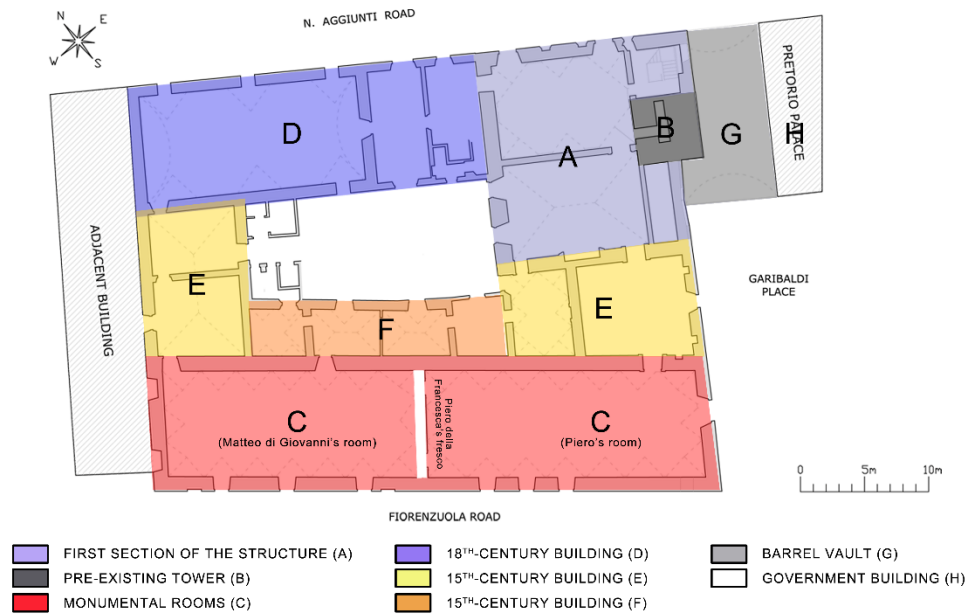 N. AGGIUNTI ROAD
N
E
W
S
PRETORIO PALACE
H
D
A
B
G
ADJACENT BUILDING
E
E
F
GARIBALDI
PLACE
C
(Matteo di Giovanni's room)
Piero della
Francesca's fresco
C
(Piero's room)
0
5m
10m
FIORENZUOLA ROAD
FIRST SECTION OF THE STRUCTURE (A)
PRE-EXISTING TOWER (B)
MONUMENTAL ROOMS (C)
18TH-CENTURY BUILDING (D)
15TH-CENTURY BUILDING (E)
15TH-CENTURY BUILDING (F)
BARREL VAULT (G)
GOVERNMENT BUILDING (H)